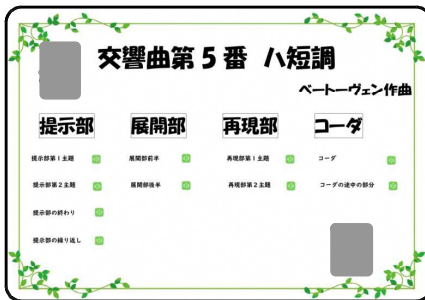 交響曲第５番 ハ短調
ベートーヴェン作曲
提示部 展開部 再現部 コーダ
提示部第１主題 展開部前半 再現部第１主題 コーダ
提示部第２主題 展開部後半 再現部第２主題 コーダの途中の部分
提示部の終わり
提示部の繰り返し